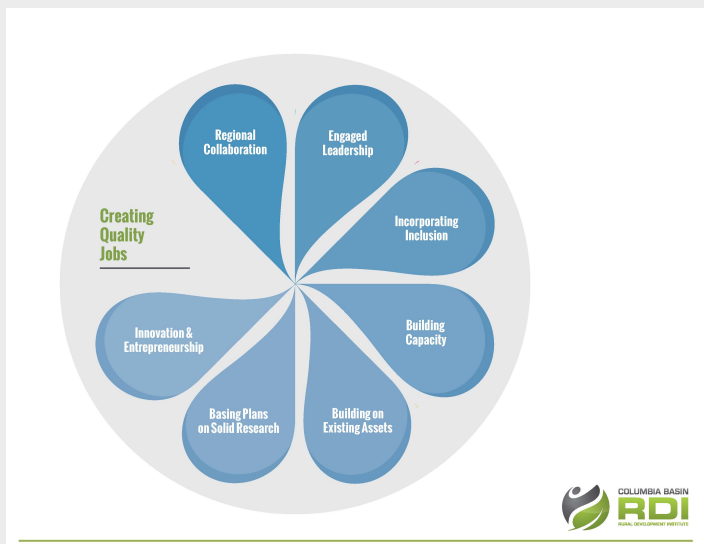 Creating
Quality
Jobs
Regional
Collaboration
Engaged
Leadership
Incorporating
Inclusion
Building
Capacity
Building on
Existing Assets
Basing Plans
on Solid Research
Innovation &
Entrepreneurship
COLUMBIA BASIN
RDI
RURAL DEVELOPMENT INSTITUTE